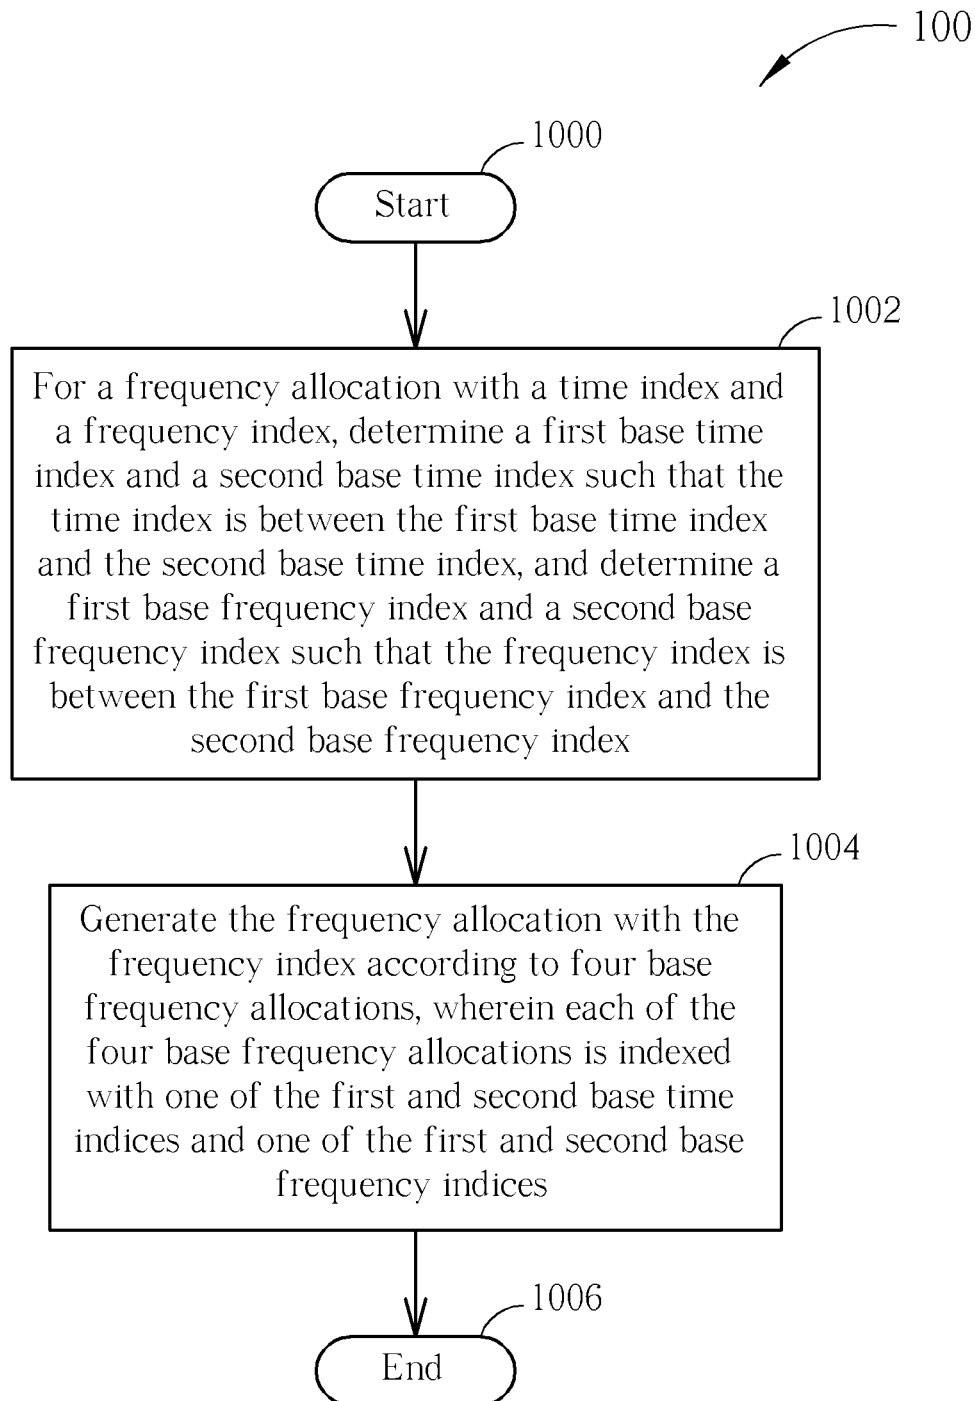 100
1000
Start
1002
For a frequency allocation with a time index and
a frequency index, determine a first base time
index and a second base time index such that the
time index is between the first base time index
and the second base time index, and determine a
first base frequency index and a second base
frequency index such that the frequency index is
between the first base frequency index and the
second base frequency index
1004
Generate the frequency allocation with the
frequency index according to four base
frequency allocations, wherein each of the
four base frequency allocations is indexed
with one of the first and second base time
indices and one of the first and second base
frequency indices
1006
End